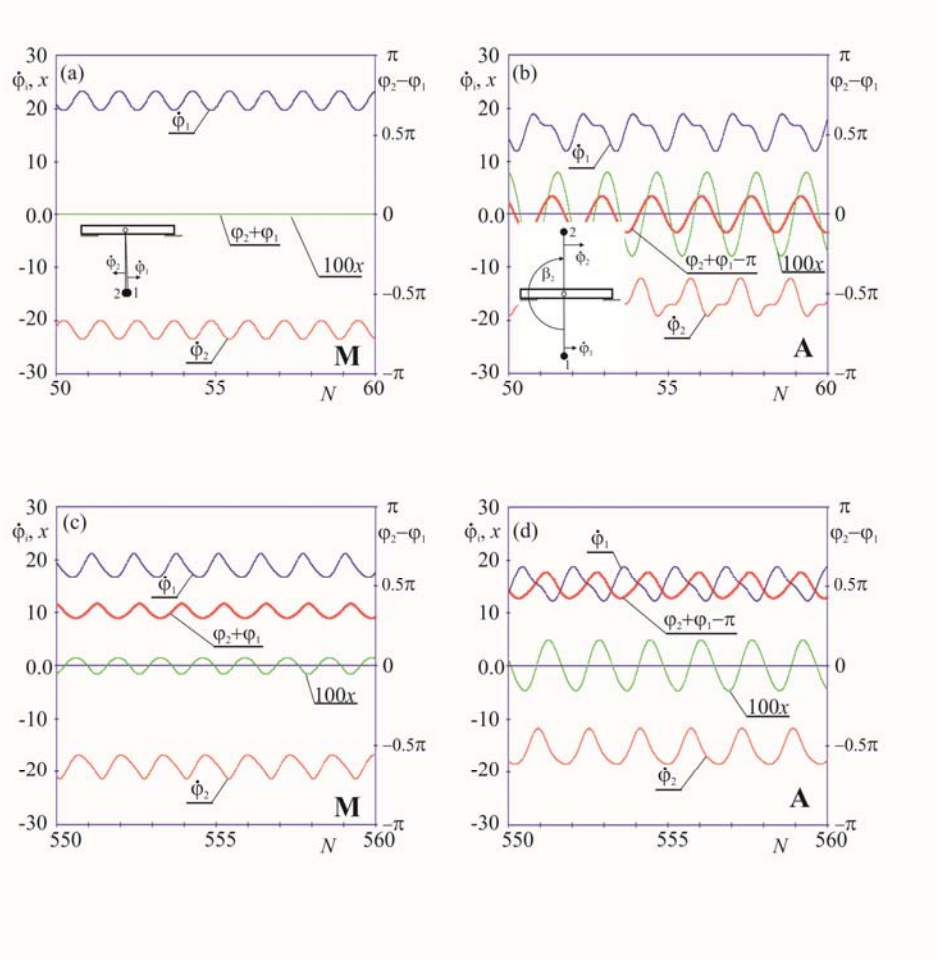 30
φ̇ᵢ, x
(a)
π
φ₂−φ₁
20
φ̇₁
0.5π
10
0.0
0
φ₂+φ₁
100x
φ̇₂
φ̇₁
2
1
-10
−0.5π
-20
φ̇₂
M
-30
−π
50
55
N
60
30
φ̇ᵢ, x
(b)
π
φ₂−φ₁
20
φ̇₁
0.5π
10
0.0
0
2
φ̇₂
β₂
φ₂+φ₁−π
100x
-10
−0.5π
-20
φ̇₂
φ̇₁
1
A
-30
−π
50
55
N
60
30
φ̇ᵢ, x
(c)
π
φ₂−φ₁
20
φ̇₁
0.5π
10
φ₂+φ₁
0.0
0
100x
-10
−0.5π
-20
φ̇₂
M
-30
−π
550
555
N
560
30
φ̇ᵢ, x
(d)
φ̇₁
π
φ₂−φ₁
20
0.5π
10
φ₂+φ₁−π
0.0
0
100x
-10
−0.5π
-20
φ̇₂
A
-30
−π
550
555
N
560